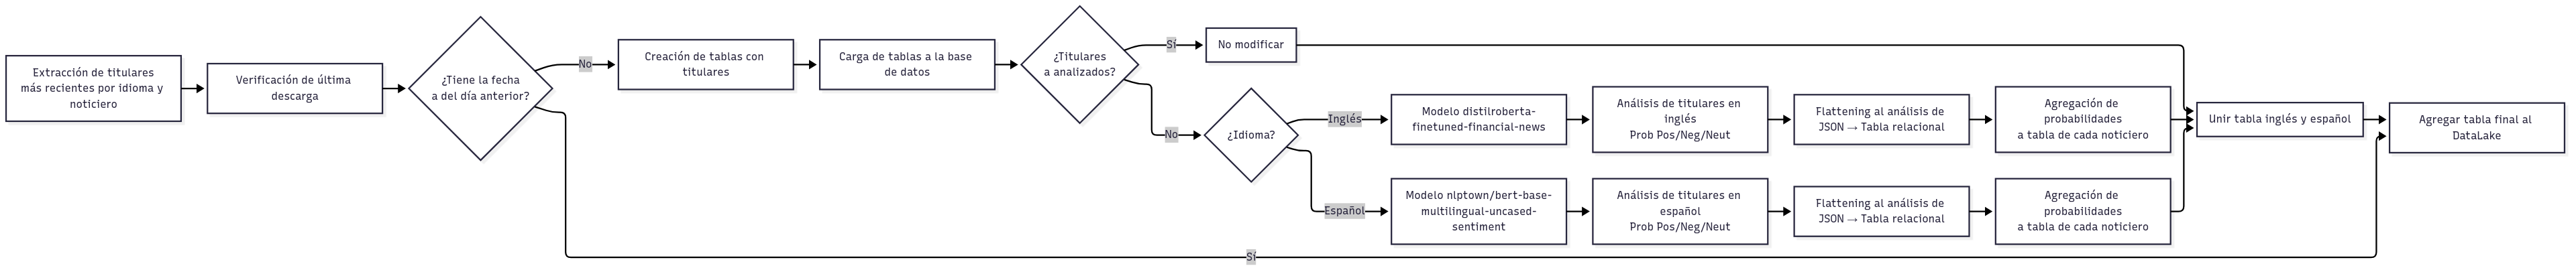 Extracción de titulares
más recientes por idioma y
noticiero
Verificación de última
descarga
¿Tiene la fecha
a del día anterior?
No
Creación de tablas con
titulares
Carga de tablas a la base
de datos
¿Titulares
a analizados?
Sí
No modificar
No
¿Idioma?
Inglés
Modelo distilroberta-
finetuned-financial-news
Análisis de titulares en
inglés
Prob Pos/Neg/Neut
Flattening al análisis de
JSON → Tabla relacional
Agregación de
probabilidades
a tabla de cada noticiero
Español
Modelo nlptown/bert-base-
multilingual-uncased-
sentiment
Análisis de titulares en
español
Prob Pos/Neg/Neut
Flattening al análisis de
JSON → Tabla relacional
Agregación de
probabilidades
a tabla de cada noticiero
Unir tabla inglés y español
Agregar tabla final al
DataLake
Sí